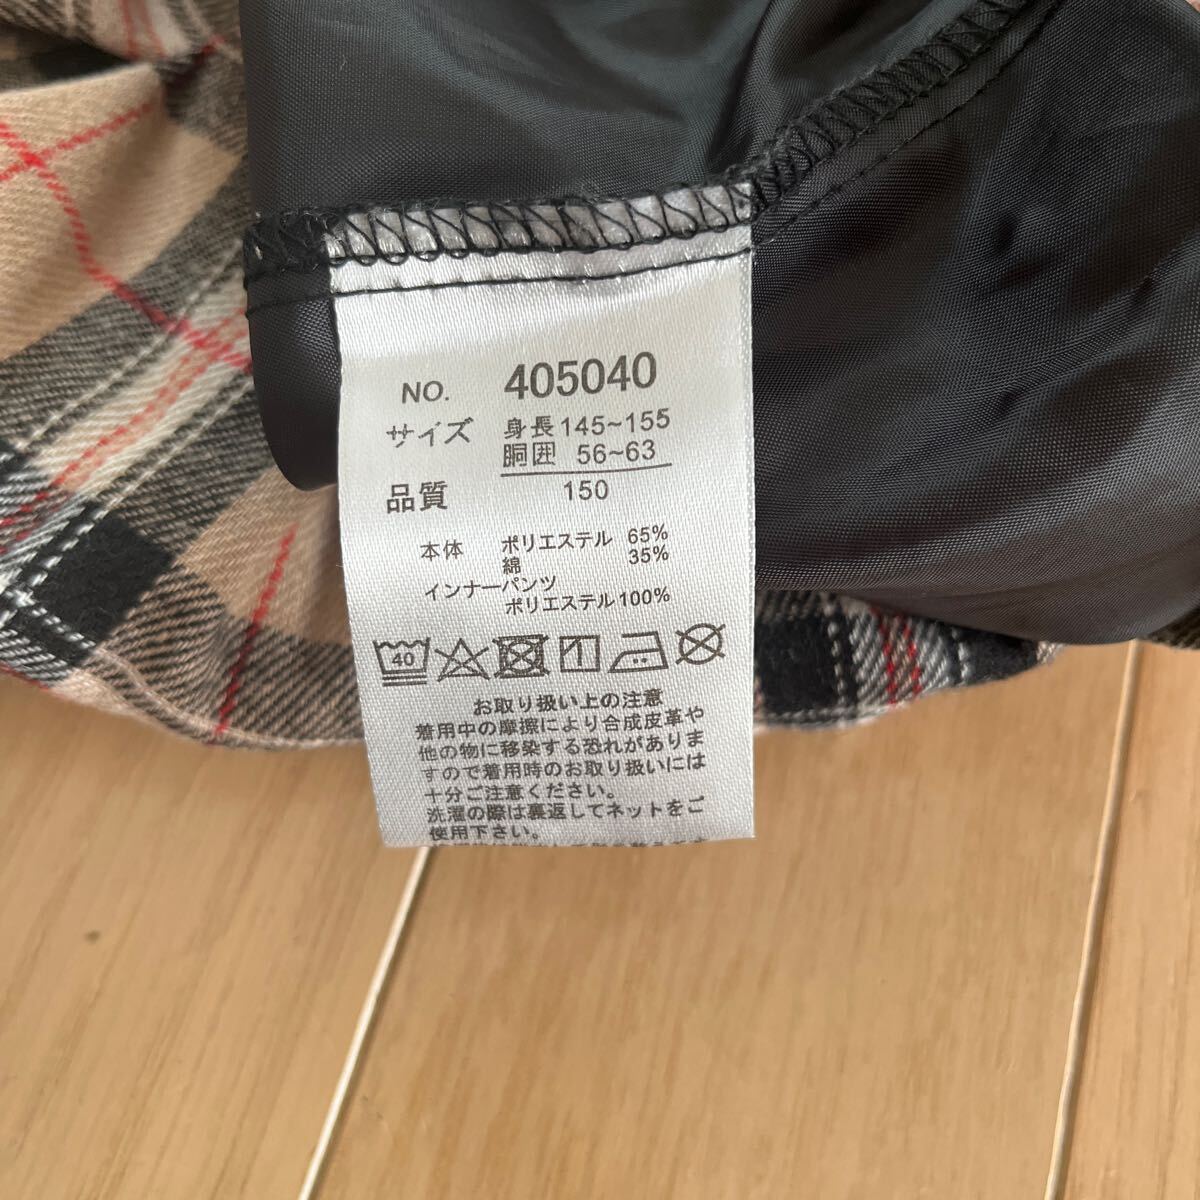 NO. 405040
サイズ 身長145~155
胴囲 56~63
品質 150
本体 ポリエステル 65%
綿 35%
インナーパンツ
ポリエステル100%
40
お取り扱い上の注意
着用中の摩擦により合成皮革や
他の物に移染する恐れがありま
すので着用時のお取り扱いには
十分ご注意ください。
洗濯の際は裏返してネットをご
使用下さい。